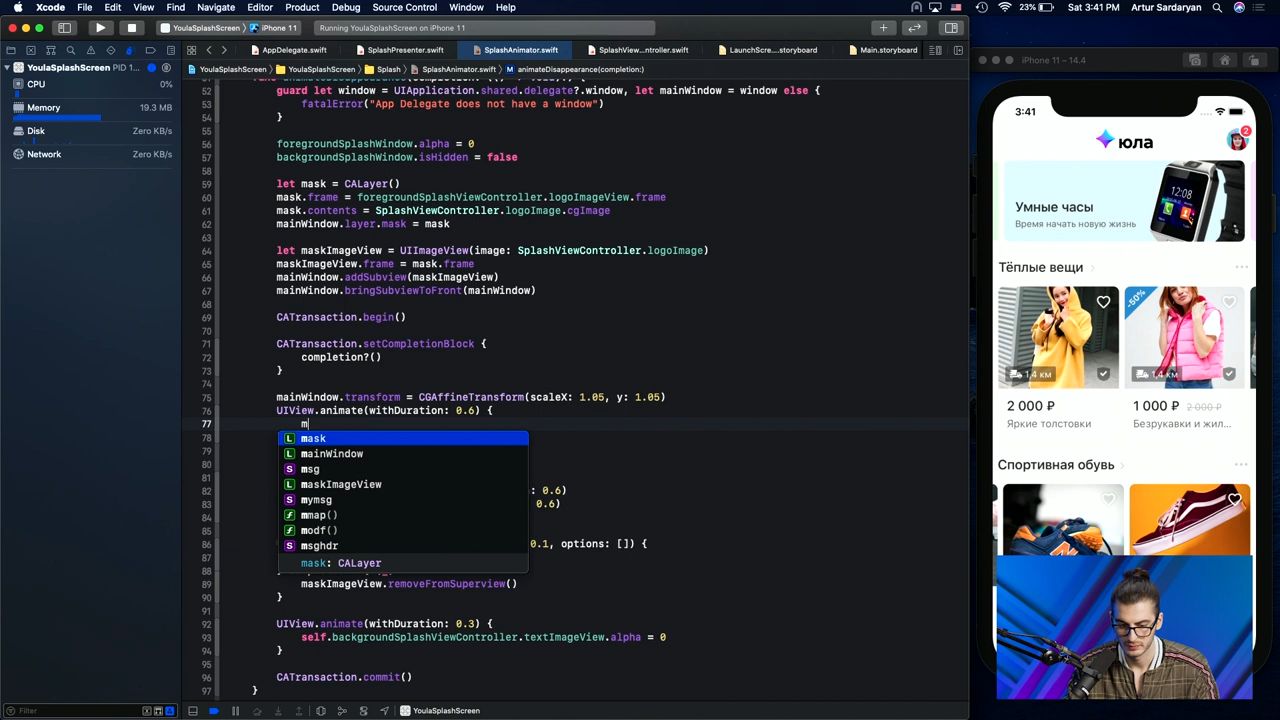 Xcode File Edit View Find Navigate Editor Product Debug Source Control Window Help
23% Sat 3:41 PM Artur Sardaryan
YoulaSplashScreen iPhone 11
Running YoulaSplashScreen on iPhone 11
AppDelegate.swift SplashPresenter.swift SplashAnimator.swift SplashView...ntroller.swift LaunchScre....storyboard Main.storyboard
YoulaSplashScreen YoulaSplashScreen Splash SplashAnimator.swift animateDisappearance(completion:)
YoulaSplashScreen PID 1
CPU 0%
Memory 19.3 MB
Disk Zero KB/s
Network Zero KB/s
52 guard let window = UIApplication.shared.delegate?.window, let mainWindow = window else {
53 fatalError("App Delegate does not have a window")
54 }
55
56 foregroundSplashWindow.alpha = 0
57 backgroundSplashWindow.isHidden = false
58
59 let mask = CALayer()
60 mask.frame = foregroundSplashViewController.logoImageView.frame
61 mask.contents = SplashViewController.logoImage.cgImage
62 mainWindow.layer.mask = mask
63
64 let maskImageView = UIImageView(image: SplashViewController.logoImage)
65 maskImageView.frame = mask.frame
66 mainWindow.addSubview(maskImageView)
67 mainWindow.bringSubviewToFront(mainWindow)
68
69 CATransaction.begin()
70
71 CATransaction.setCompletionBlock {
72 completion?()
73 }
74
75 mainWindow.transform = CGAffineTransform(scaleX: 1.05, y: 1.05)
76 UIView.animate(withDuration: 0.6) {
77 m
78 mask
79 mainWindow
80 msg
81 maskImageView
82 mymsg : 0.6)
83 mmap() 0.6)
84 modf()
85 msghdr
86 0.1, options: []) {
87 mask: CALayer
88
89 maskImageView.removeFromSuperview()
90 }
91
92 UIView.animate(withDuration: 0.3) {
93 self.backgroundSplashViewController.textImageView.alpha = 0
94 }
95
96 CATransaction.commit()
97 }
Filter
YoulaSplashScreen
iPhone 11 – 14.4
3:41
юла
2
Умные часы
Время начать новую жизнь
Тёплые вещи
-50%
1,4 км 1,4 км
2 000 ₽ 1 000 ₽ 2 000 ₽
Яркие толстовки Безрукавки и жил...
Спортивная обувь